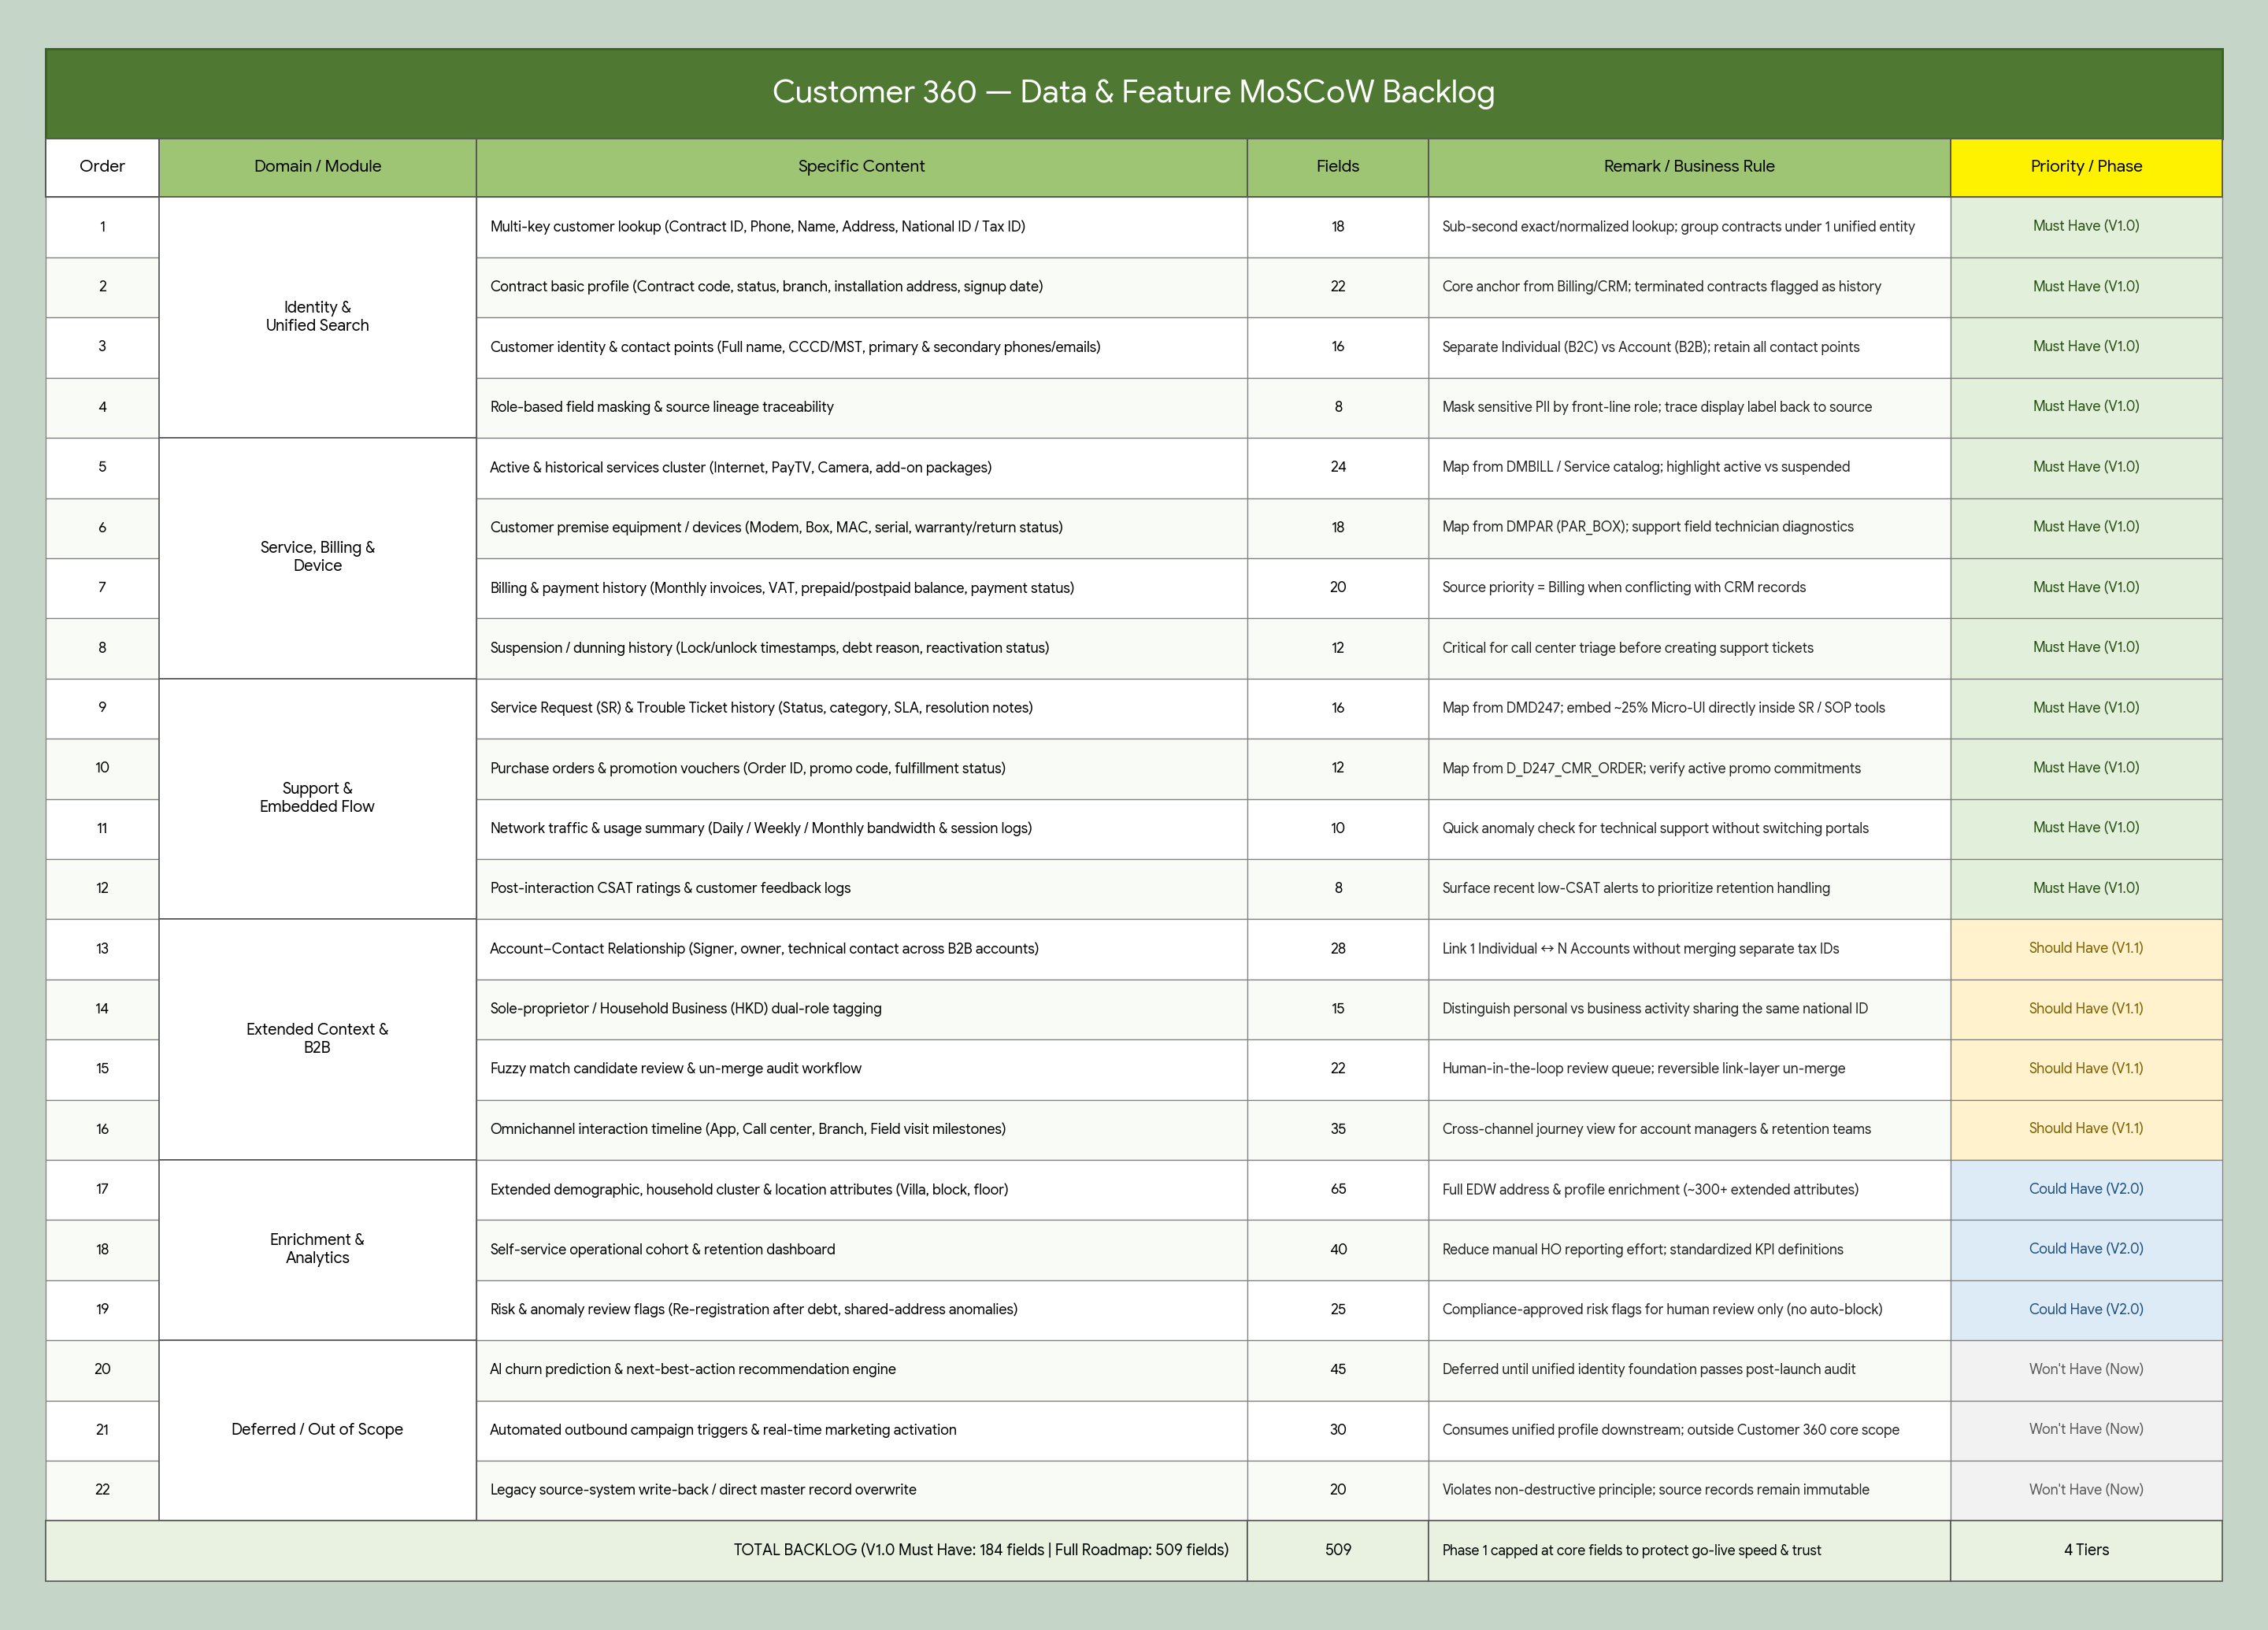 Customer 360 — Data & Feature MoSCoW Backlog
Order Domain / Module Specific Content Fields Remark / Business Rule Priority / Phase
Identity &
Unified Search
1 Multi-key customer lookup (Contract ID, Phone, Name, Address, National ID / Tax ID) 18 Sub-second exact/normalized lookup; group contracts under 1 unified entity Must Have (V1.0)
2 Contract basic profile (Contract code, status, branch, installation address, signup date) 22 Core anchor from Billing/CRM; terminated contracts flagged as history Must Have (V1.0)
3 Customer identity & contact points (Full name, CCCD/MST, primary & secondary phones/emails) 16 Separate Individual (B2C) vs Account (B2B); retain all contact points Must Have (V1.0)
4 Role-based field masking & source lineage traceability 8 Mask sensitive PII by front-line role; trace display label back to source Must Have (V1.0)
Service, Billing &
Device
5 Active & historical services cluster (Internet, PayTV, Camera, add-on packages) 24 Map from DMBILL / Service catalog; highlight active vs suspended Must Have (V1.0)
6 Customer premise equipment / devices (Modem, Box, MAC, serial, warranty/return status) 18 Map from DMPAR (PAR_BOX); support field technician diagnostics Must Have (V1.0)
7 Billing & payment history (Monthly invoices, VAT, prepaid/postpaid balance, payment status) 20 Source priority = Billing when conflicting with CRM records Must Have (V1.0)
8 Suspension / dunning history (Lock/unlock timestamps, debt reason, reactivation status) 12 Critical for call center triage before creating support tickets Must Have (V1.0)
Support &
Embedded Flow
9 Service Request (SR) & Trouble Ticket history (Status, category, SLA, resolution notes) 16 Map from DMD247; embed ~25% Micro-UI directly inside SR / SOP tools Must Have (V1.0)
10 Purchase orders & promotion vouchers (Order ID, promo code, fulfillment status) 12 Map from D_D247_CMR_ORDER; verify active promo commitments Must Have (V1.0)
11 Network traffic & usage summary (Daily / Weekly / Monthly bandwidth & session logs) 10 Quick anomaly check for technical support without switching portals Must Have (V1.0)
12 Post-interaction CSAT ratings & customer feedback logs 8 Surface recent low-CSAT alerts to prioritize retention handling Must Have (V1.0)
Extended Context &
B2B
13 Account–Contact Relationship (Signer, owner, technical contact across B2B accounts) 28 Link 1 Individual ↔ N Accounts without merging separate tax IDs Should Have (V1.1)
14 Sole-proprietor / Household Business (HKD) dual-role tagging 15 Distinguish personal vs business activity sharing the same national ID Should Have (V1.1)
15 Fuzzy match candidate review & un-merge audit workflow 22 Human-in-the-loop review queue; reversible link-layer un-merge Should Have (V1.1)
16 Omnichannel interaction timeline (App, Call center, Branch, Field visit milestones) 35 Cross-channel journey view for account managers & retention teams Should Have (V1.1)
Enrichment &
Analytics
17 Extended demographic, household cluster & location attributes (Villa, block, floor) 65 Full EDW address & profile enrichment (~300+ extended attributes) Could Have (V2.0)
18 Self-service operational cohort & retention dashboard 40 Reduce manual HO reporting effort; standardized KPI definitions Could Have (V2.0)
19 Risk & anomaly review flags (Re-registration after debt, shared-address anomalies) 25 Compliance-approved risk flags for human review only (no auto-block) Could Have (V2.0)
Deferred / Out of Scope
20 AI churn prediction & next-best-action recommendation engine 45 Deferred until unified identity foundation passes post-launch audit Won't Have (Now)
21 Automated outbound campaign triggers & real-time marketing activation 30 Consumes unified profile downstream; outside Customer 360 core scope Won't Have (Now)
22 Legacy source-system write-back / direct master record overwrite 20 Violates non-destructive principle; source records remain immutable Won't Have (Now)
TOTAL BACKLOG (V1.0 Must Have: 184 fields | Full Roadmap: 509 fields) 509 Phase 1 capped at core fields to protect go-live speed & trust 4 Tiers